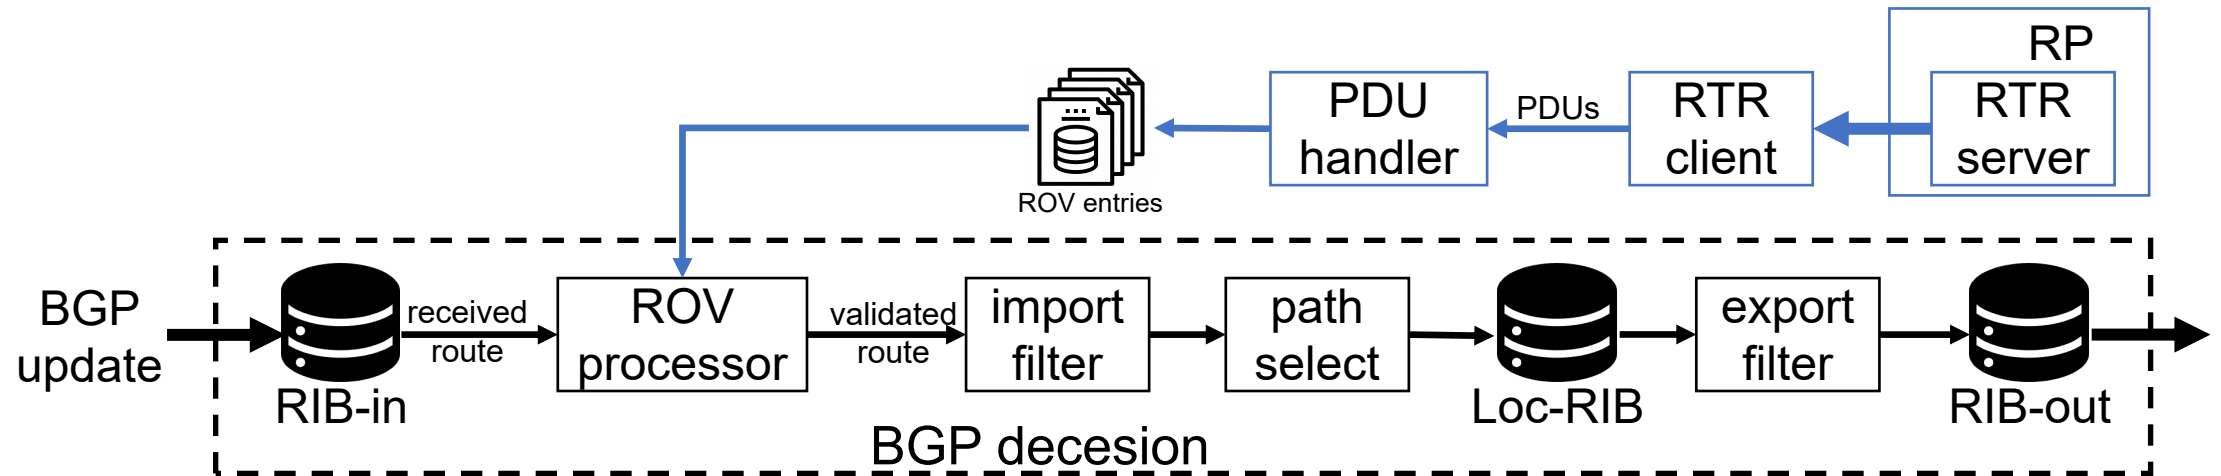 RP
PDU
handler
PDUs
RTR
client
RTR
server
ROV entries
BGP
update
RIB-in
received
route
ROV
processor
validated
route
import
filter
path
select
Loc-RIB
export
filter
RIB-out
BGP decesion